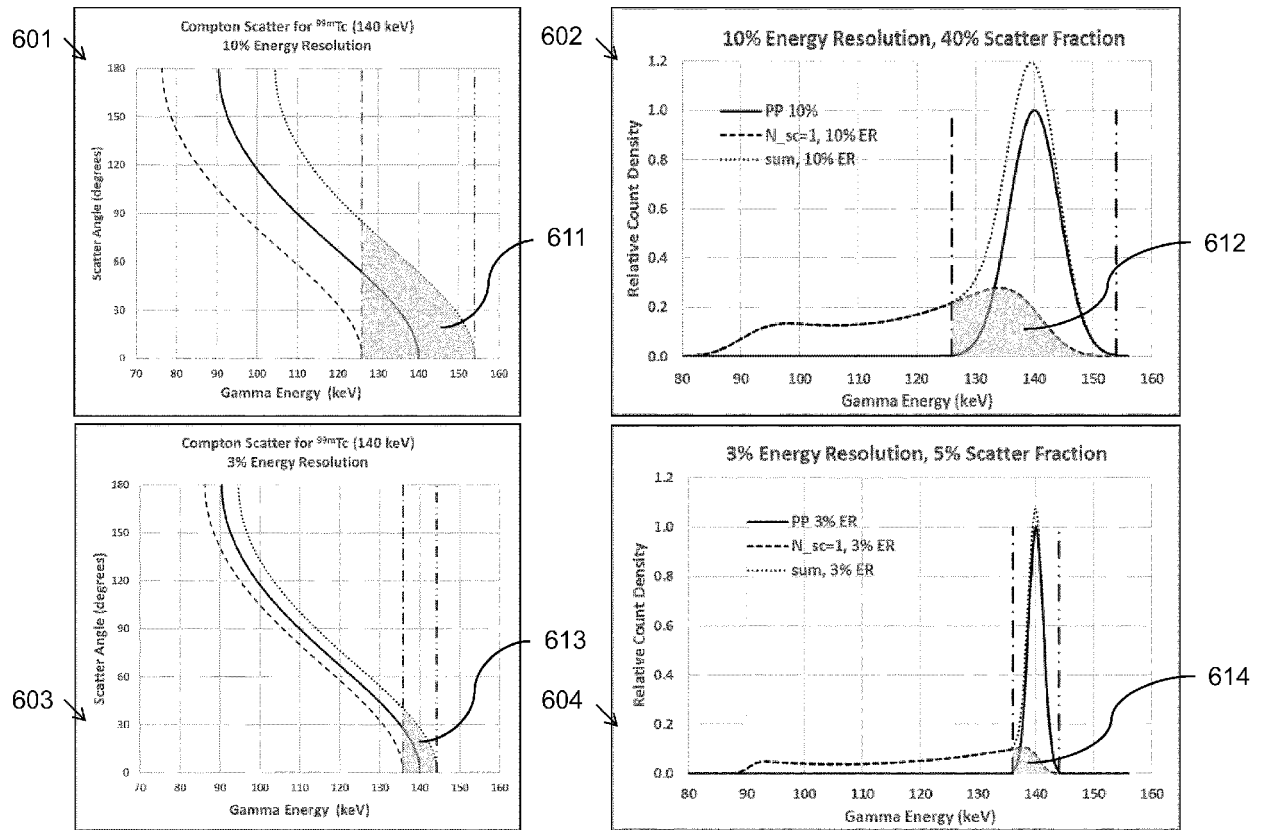 601
Compton Scatter for 99mTc (140 keV)
10% Energy Resolution
Scatter Angle (degrees)
180
150
120
90
60
30
0
70 80 90 100 110 120 130 140 150 160
Gamma Energy (keV)
611
602
10% Energy Resolution, 40% Scatter Fraction
Relative Count Density
1.2
1.0
0.8
0.6
0.4
0.2
0.0
PP 10%
N_sc=1, 10% ER
sum, 10% ER
80 90 100 110 120 130 140 150 160
Gamma Energy (keV)
612
603
Compton Scatter for 99mTc (140 keV)
3% Energy Resolution
Scatter Angle (degrees)
180
150
120
90
60
30
0
70 80 90 100 110 120 130 140 150 160
Gamma Energy (keV)
613
604
3% Energy Resolution, 5% Scatter Fraction
Relative Count Density
1.2
1.0
0.8
0.6
0.4
0.2
0.0
PP 3% ER
N_sc=1, 3% ER
sum, 3% ER
80 90 100 110 120 130 140 150 160
Gamma Energy (keV)
614